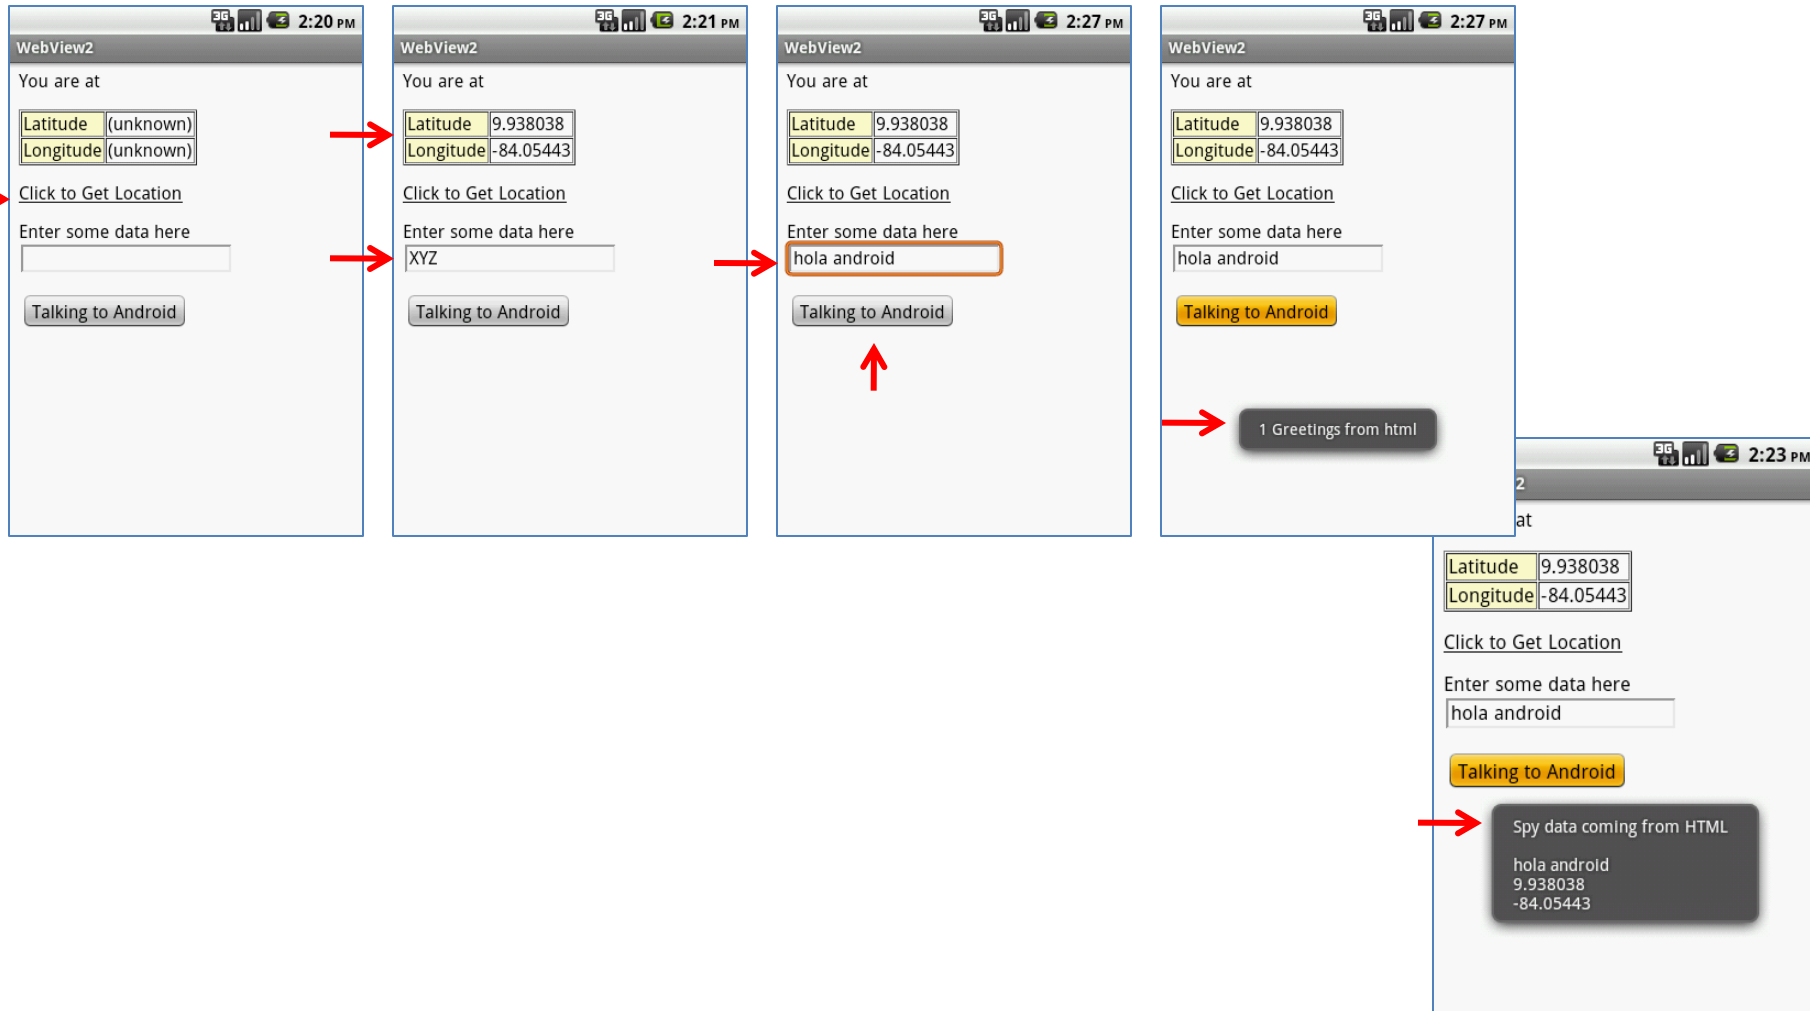 3G 2:20 PM
WebView2
You are at
Latitude (unknown)
Longitude (unknown)
Click to Get Location
Enter some data here
Talking to Android
3G 2:21 PM
WebView2
You are at
Latitude 9.938038
Longitude -84.05443
Click to Get Location
Enter some data here
XYZ
Talking to Android
3G 2:27 PM
WebView2
You are at
Latitude 9.938038
Longitude -84.05443
Click to Get Location
Enter some data here
hola android
Talking to Android
3G 2:27 PM
WebView2
You are at
Latitude 9.938038
Longitude -84.05443
Click to Get Location
Enter some data here
hola android
Talking to Android
1 Greetings from html
3G 2:23 PM
2
at
Latitude 9.938038
Longitude -84.05443
Click to Get Location
Enter some data here
hola android
Talking to Android
Spy data coming from HTML
hola android
9.938038
-84.05443